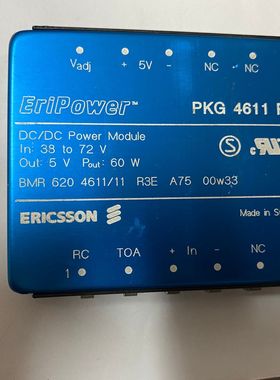 Vadj + 5V - NC NC
EriPower™ PKG 4611
DC/DC Power Module
In: 38 to 72 V
Out: 5 V Pout: 60 W
BMR 620 4611/11 R3E A75 00w33
ERICSSON Made in
RC TOA + In - NC
1